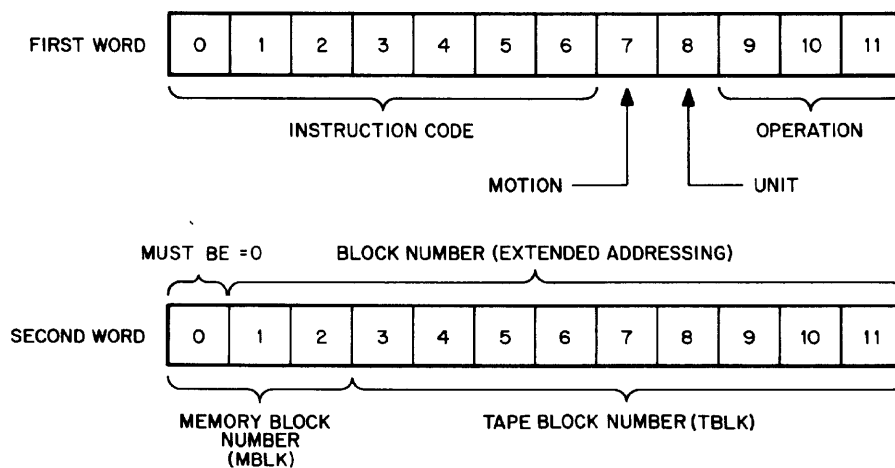 FIRST WORD 0 1 2 3 4 5 6 7 8 9 10 11
INSTRUCTION CODE OPERATION
MOTION UNIT
MUST BE =0 BLOCK NUMBER (EXTENDED ADDRESSING)
SECOND WORD 0 1 2 3 4 5 6 7 8 9 10 11
MEMORY BLOCK TAPE BLOCK NUMBER (TBLK)
NUMBER
(MBLK)